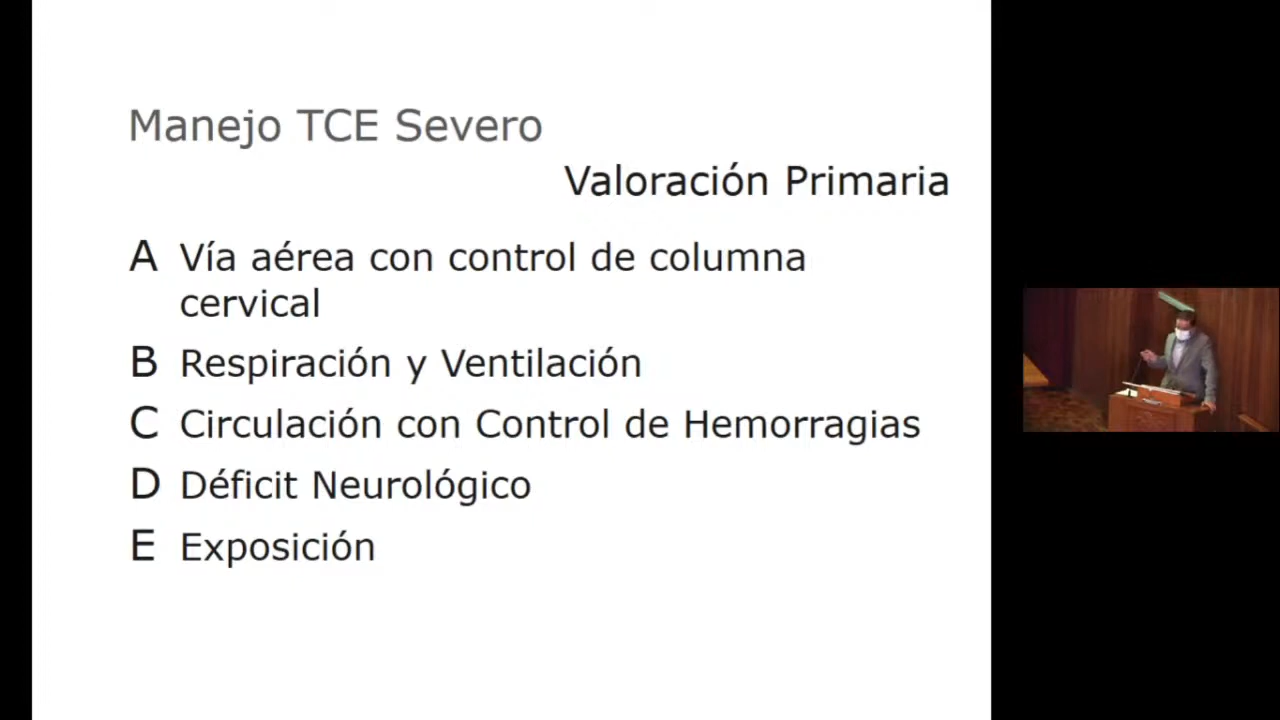 Manejo TCE Severo
Valoración Primaria
A Vía aérea con control de columna
cervical
B Respiración y Ventilación
C Circulación con Control de Hemorragias
D Déficit Neurológico
E Exposición